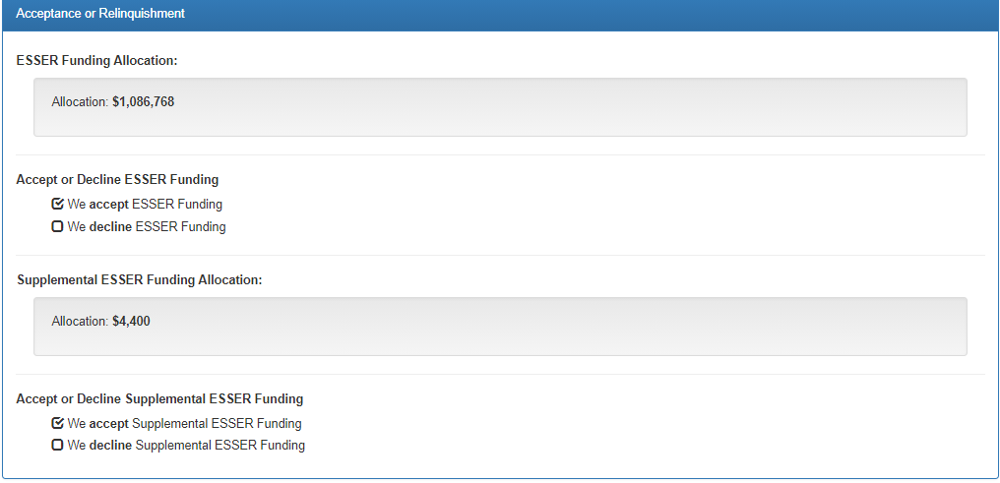 Acceptance or Relinquishment
ESSER Funding Allocation:
Allocation: $1,086,768
Accept or Decline ESSER Funding
We accept ESSER Funding
We decline ESSER Funding
Supplemental ESSER Funding Allocation:
Allocation: $4,400
Accept or Decline Supplemental ESSER Funding
We accept Supplemental ESSER Funding
We decline Supplemental ESSER Funding